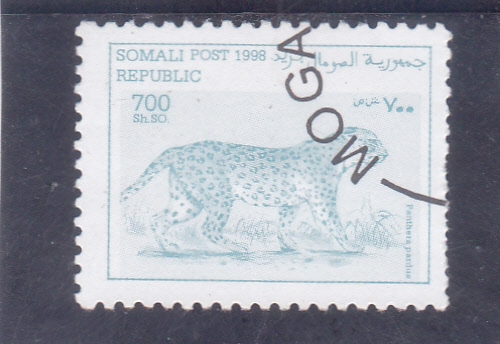 SOMALI POST 1998 جمهورية الصومال بريد
REPUBLIC
700 ٧٠٠
Sh.SO. ش ص
MOGA
Panthera pardus